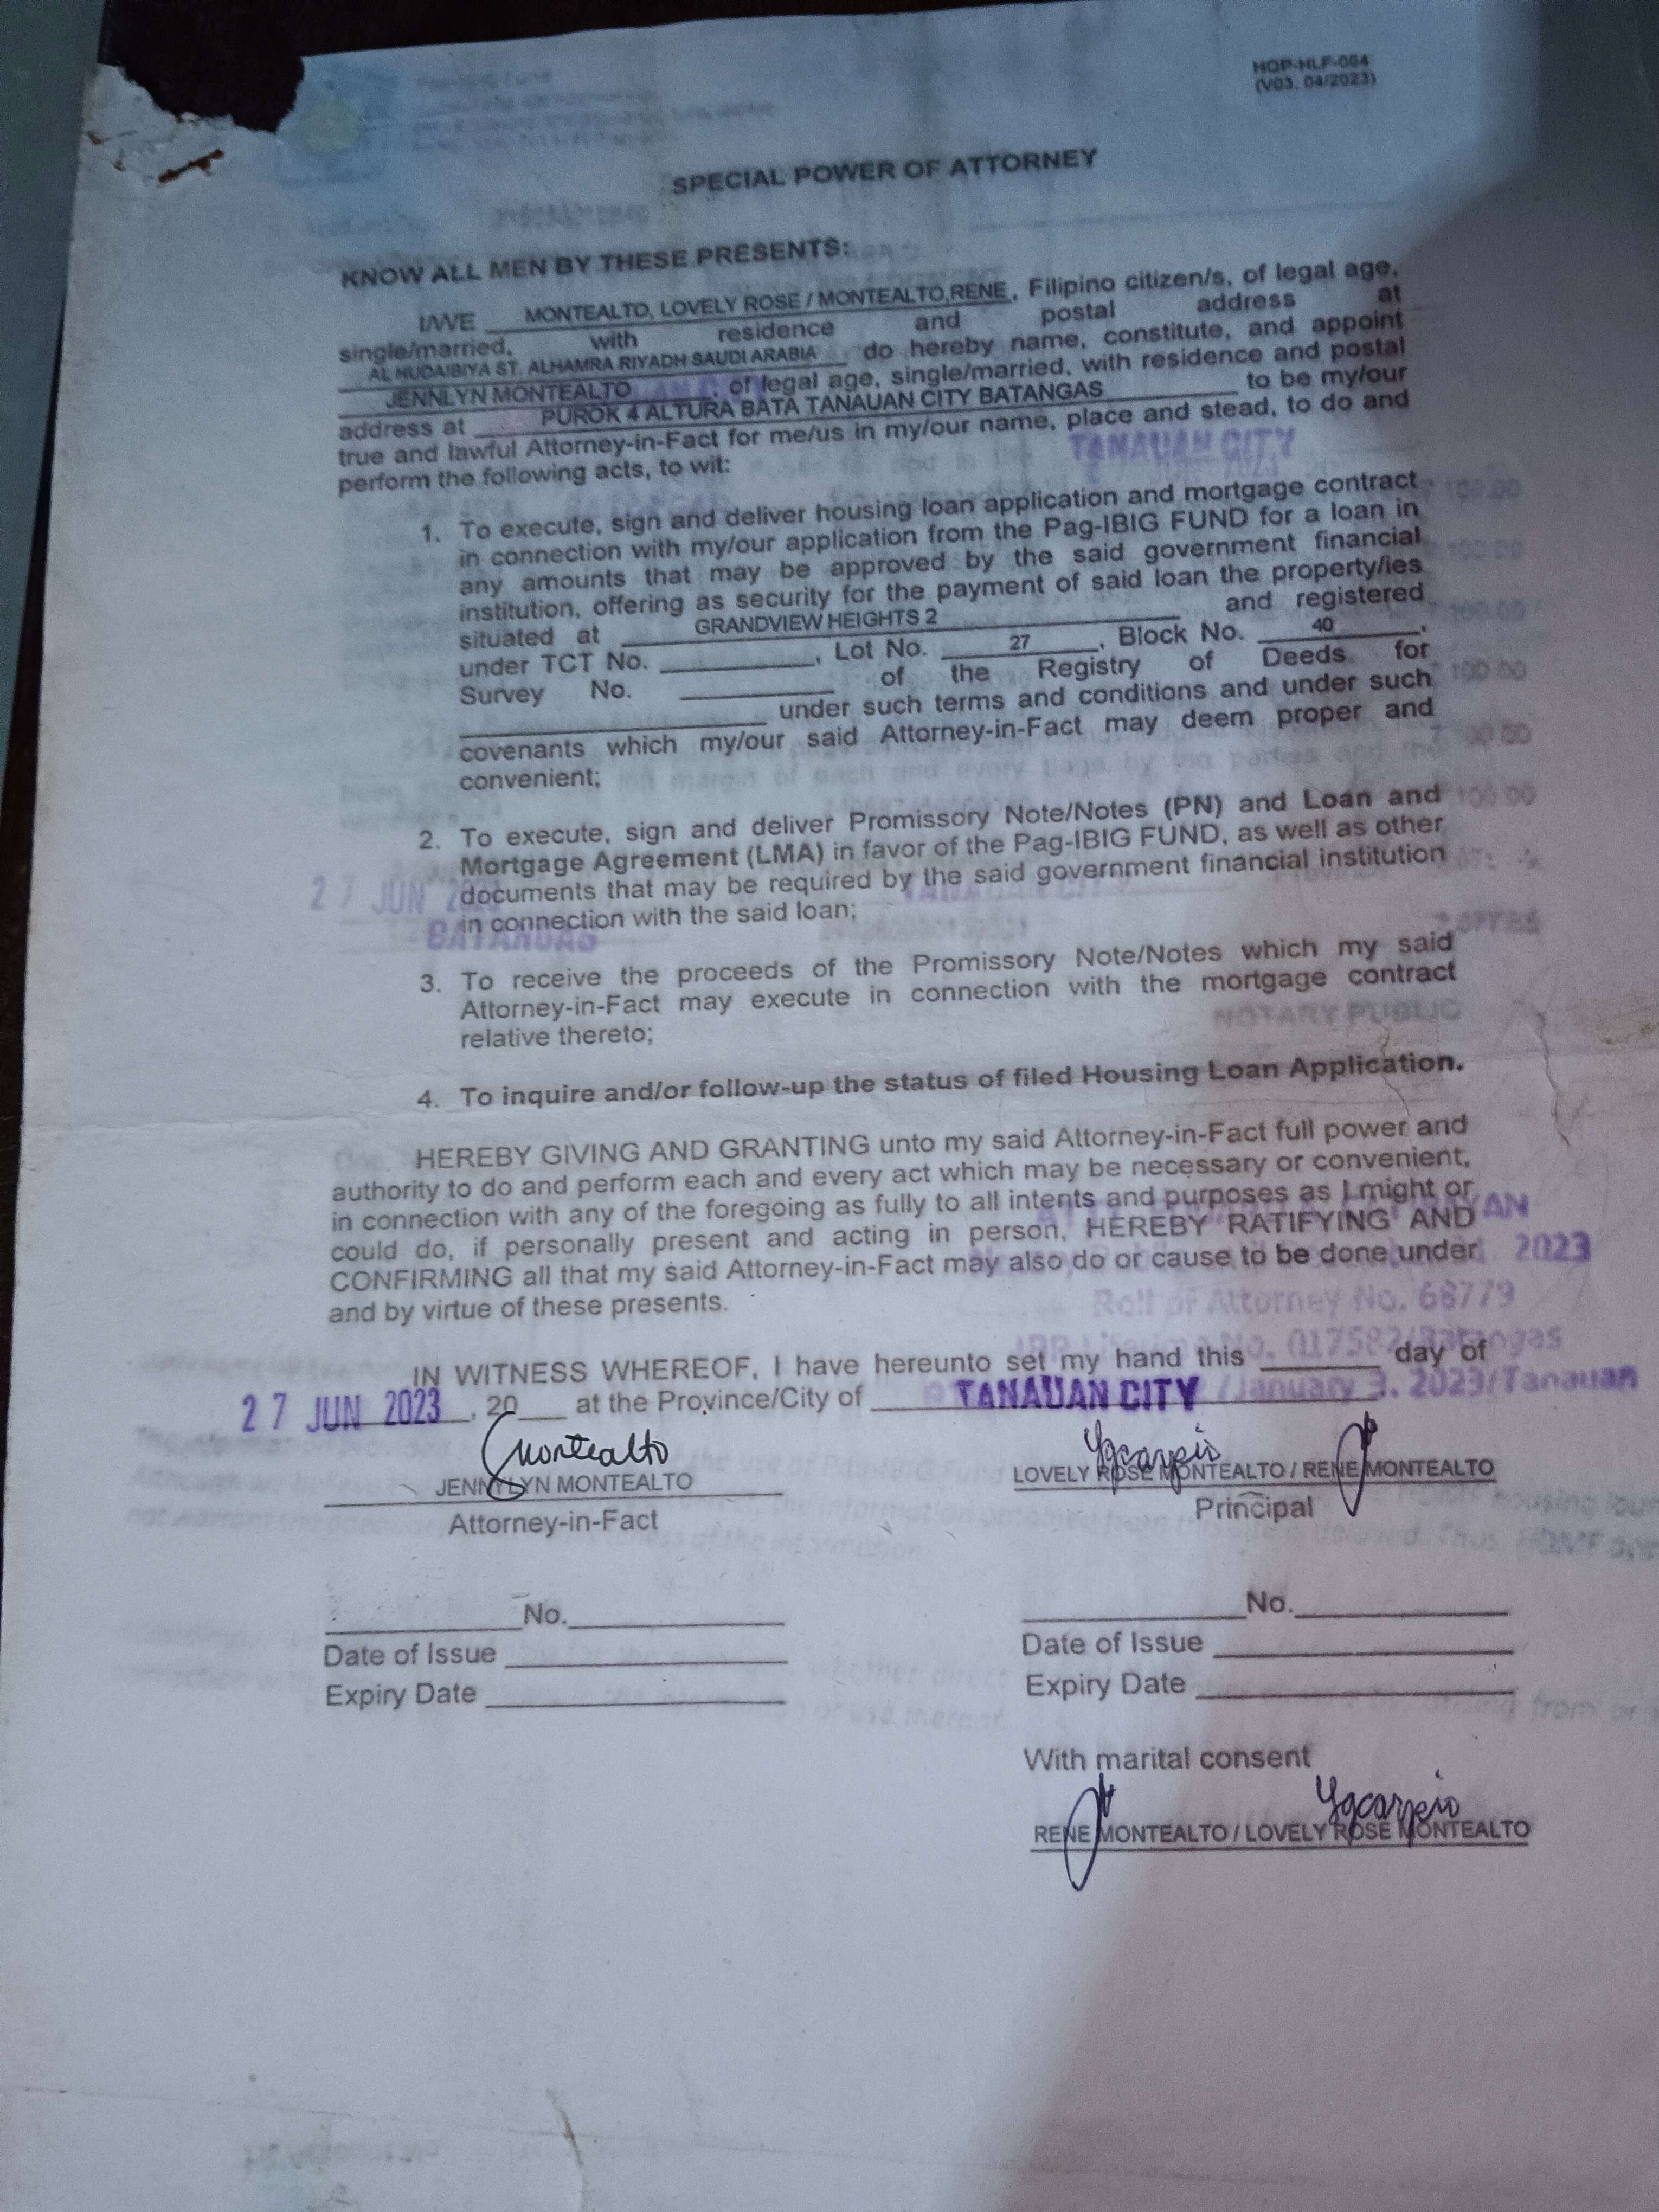 HQP-HLF-064
(V03, 04/2023)
SPECIAL POWER OF ATTORNEY
KNOW ALL MEN BY THESE PRESENTS:
I/WE MONTEALTO, LOVELY ROSE / MONTEALTO,RENE, Filipino citizen/s, of legal age,
single/married, with residence and postal address at
AL HUDAIBIYA ST. ALHAMRA RIYADH SAUDI ARABIA do hereby name, constitute, and appoint
JENNLYN MONTEALTO, of legal age, single/married, with residence and postal
address at PUROK 4 ALTURA BATA TANAUAN CITY BATANGAS to be my/our
true and lawful Attorney-in-Fact for me/us in my/our name, place and stead, to do and
perform the following acts, to wit:
TANAUAN CITY
1. To execute, sign and deliver housing loan application and mortgage contract
in connection with my/our application from the Pag-IBIG FUND for a loan in
any amounts that may be approved by the said government financial
institution, offering as security for the payment of said loan the property/ies
situated at GRANDVIEW HEIGHTS 2 and registered
under TCT No. ____, Lot No. 27, Block No. 40,
Survey No. ____ of the Registry of Deeds for
____ under such terms and conditions and under such
covenants which my/our said Attorney-in-Fact may deem proper and
convenient;
2. To execute, sign and deliver Promissory Note/Notes (PN) and Loan and
Mortgage Agreement (LMA) in favor of the Pag-IBIG FUND, as well as other
documents that may be required by the said government financial institution
in connection with the said loan;
27 JUN 2023
BATANGAS
TANAUAN CITY
3. To receive the proceeds of the Promissory Note/Notes which my said
Attorney-in-Fact may execute in connection with the mortgage contract
relative thereto;
NOTARY PUBLIC
4. To inquire and/or follow-up the status of filed Housing Loan Application.
HEREBY GIVING AND GRANTING unto my said Attorney-in-Fact full power and
authority to do and perform each and every act which may be necessary or convenient,
in connection with any of the foregoing as fully to all intents and purposes as I might or
could do, if personally present and acting in person, HEREBY RATIFYING AND
CONFIRMING all that my said Attorney-in-Fact may also do or cause to be done under
and by virtue of these presents.
2023
Roll of Attorney No. 66779
No. 017582/Batangas
IN WITNESS WHEREOF, I have hereunto set my hand this ____ day of
27 JUN 2023, 20__ at the Province/City of TANAUAN CITY /January 3, 2023/Tanauan
Montealto
JENNYLYN MONTEALTO
Attorney-in-Fact
lgcarpio
LOVELY ROSE MONTEALTO / RENE MONTEALTO
Principal
____No.____
Date of Issue ____
Expiry Date ____
____No.____
Date of Issue ____
Expiry Date ____
With marital consent
lgcarpio
RENE MONTEALTO / LOVELY ROSE MONTEALTO